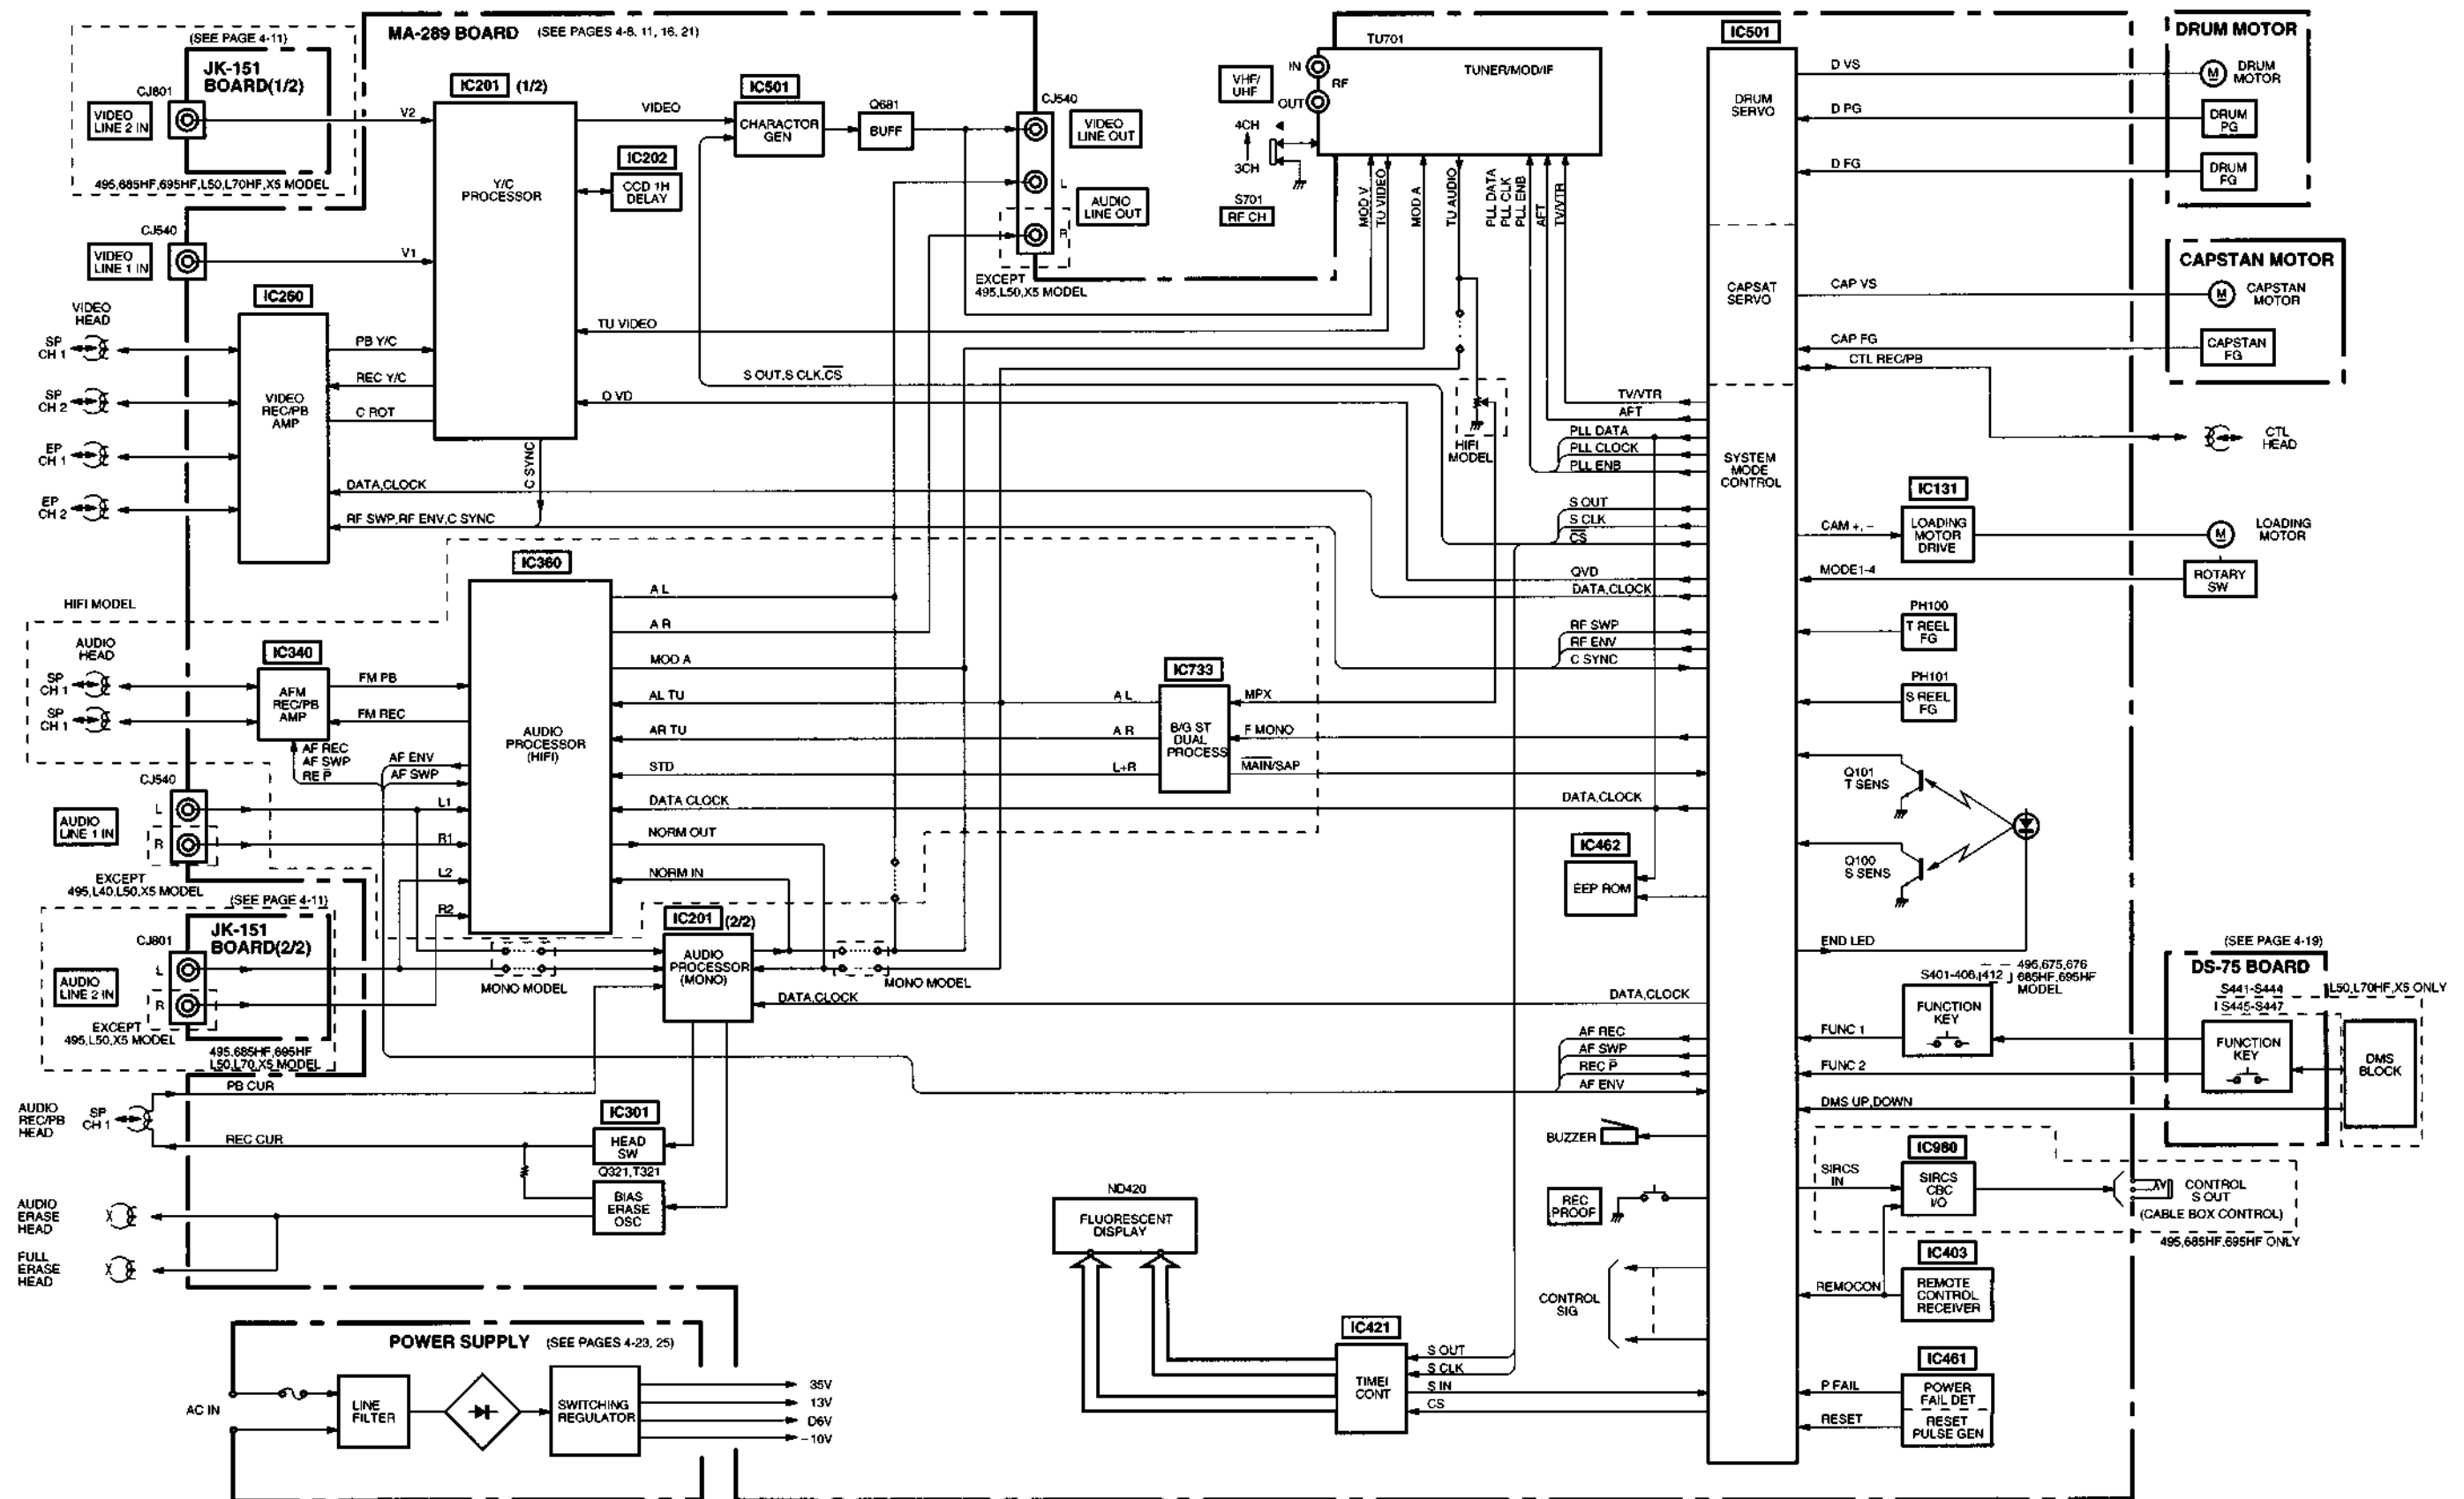 MA-289 BOARD (SEE PAGES 4-8, 11, 16, 21)
(SEE PAGE 4-11)
JK-151
BOARD(1/2)
CJ801
VIDEO
LINE 2 IN
V2
495,685HF,695HF,L50,L70HF,X5 MODEL
CJ540
VIDEO
LINE 1 IN
V1
IC201 (1/2)
Y/C
PROCESSOR
VIDEO
IC501
CHARACTOR
GEN
Q681
BUFF
IC202
CCD 1H
DELAY
CJ540
VIDEO
LINE OUT
L
AUDIO
LINE OUT
R
EXCEPT
495,L50,X5 MODEL
TU701
IN
RF
OUT
VHF/
UHF
TUNER/MOD/IF
4CH
3CH
S701
RF CH
MOD V
TU VIDEO
MOD A
TU AUDIO
PLL DATA
PLL CLK
PLL ENB
AFT
TV/VTR
IC501
DRUM
SERVO
CAPSAT
SERVO
SYSTEM
MODE
CONTROL
D VS
D PG
D FG
DRUM MOTOR
M
DRUM
MOTOR
DRUM
PG
DRUM
FG
CAPSTAN MOTOR
CAP VS
M
CAPSTAN
MOTOR
CAP FG
CAPSTAN
FG
CTL REC/PB
CTL
HEAD
IC260
VIDEO
REC/PB
AMP
VIDEO
HEAD
SP
CH 1
SP
CH 2
EP
CH 1
EP
CH 2
PB Y/C
REC Y/C
C ROT
C SYNC
TU VIDEO
S OUT,S CLK,CS
Q VD
DATA,CLOCK
RF SWP,RF ENV,C SYNC
HIFI
MODEL
TV/VTR
AFT
PLL DATA
PLL CLOCK
PLL ENB
S OUT
S CLK
CS
QVD
DATA,CLOCK
RF SWP
RF ENV
C SYNC
IC131
CAM +, −
LOADING
MOTOR
DRIVE
M
LOADING
MOTOR
MODE1-4
ROTARY
SW
PH100
T REEL
FG
PH101
S REEL
FG
Q101
T SENS
Q100
S SENS
END LED
HIFI MODEL
AUDIO
HEAD
SP
CH 1
SP
CH 1
IC340
AFM
REC/PB
AMP
FM PB
FM REC
AF REC
AF SWP
RE P
AF ENV
AF SWP
IC360
AUDIO
PROCESSOR
(HIFI)
A L
A R
MOD A
AL TU
AR TU
STD
DATA CLOCK
NORM OUT
NORM IN
L1
R1
L2
R2
IC733
B/G ST
DUAL
PROCESS
A L
A R
L+R
MPX
F MONO
MAIN/SAP
DATA,CLOCK
IC462
EEP ROM
CJ540
AUDIO
LINE 1 IN
L
R
EXCEPT
495,L40,L50,X5 MODEL
(SEE PAGE 4-11)
JK-151
BOARD(2/2)
CJ801
AUDIO
LINE 2 IN
L
R
EXCEPT
495,L50,X5 MODEL
495,685HF,695HF
L50,L70,X5 MODEL
MONO MODEL
IC201 (2/2)
AUDIO
PROCESSOR
(MONO)
MONO MODEL
DATA,CLOCK
DATA,CLOCK
AF REC
AF SWP
REC P
AF ENV
PB CUR
AUDIO
REC/PB
HEAD
SP
CH 1
REC CUR
IC301
HEAD
SW
Q321,T321
BIAS
ERASE
OSC
AUDIO
ERASE
HEAD
FULL
ERASE
HEAD
BUZZER
REC
PROOF
CONTROL
SIG
S401-406,412
495,675,676
685HF,695HF
MODEL
FUNCTION
KEY
FUNC 1
FUNC 2
DMS UP,DOWN
(SEE PAGE 4-19)
DS-75 BOARD
S441-S444
S445-S447
L50,L70HF,X5 ONLY
FUNCTION
KEY
DMS
BLOCK
IC980
SIRCS
IN
SIRCS
CBC
I/O
CONTROL
S OUT
(CABLE BOX CONTROL)
495,685HF,695HF ONLY
IC403
REMOCON
REMOTE
CONTROL
RECEIVER
IC461
P FAIL
POWER
FAIL DET
RESET
RESET
PULSE GEN
ND420
FLUORESCENT
DISPLAY
IC421
TIMEI
CONT
S OUT
S CLK
S IN
CS
POWER SUPPLY (SEE PAGES 4-23, 25)
AC IN
LINE
FILTER
SWITCHING
REGULATOR
35V
13V
D6V
−10V